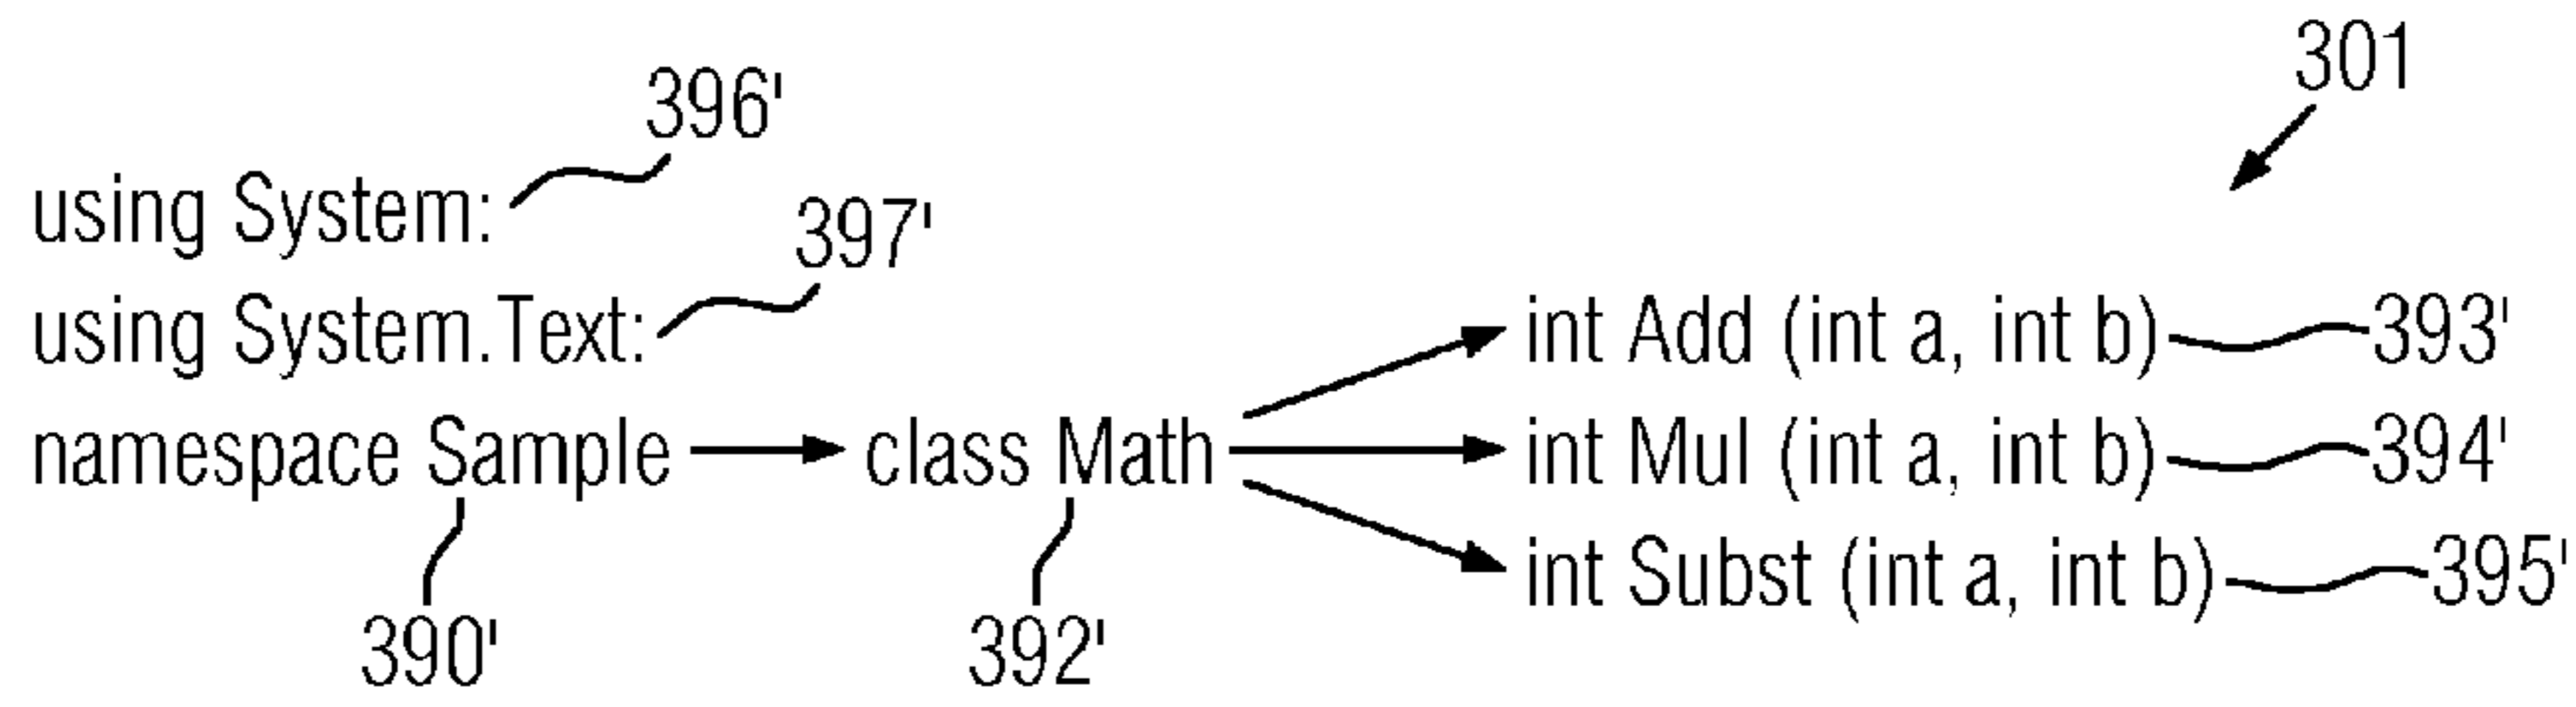 301
396'
using System:
397'
using System.Text:
int Add (int a, int b) 393'
namespace Sample class Math int Mul (int a, int b) 394'
int Subst (int a, int b) 395'
390' 392'